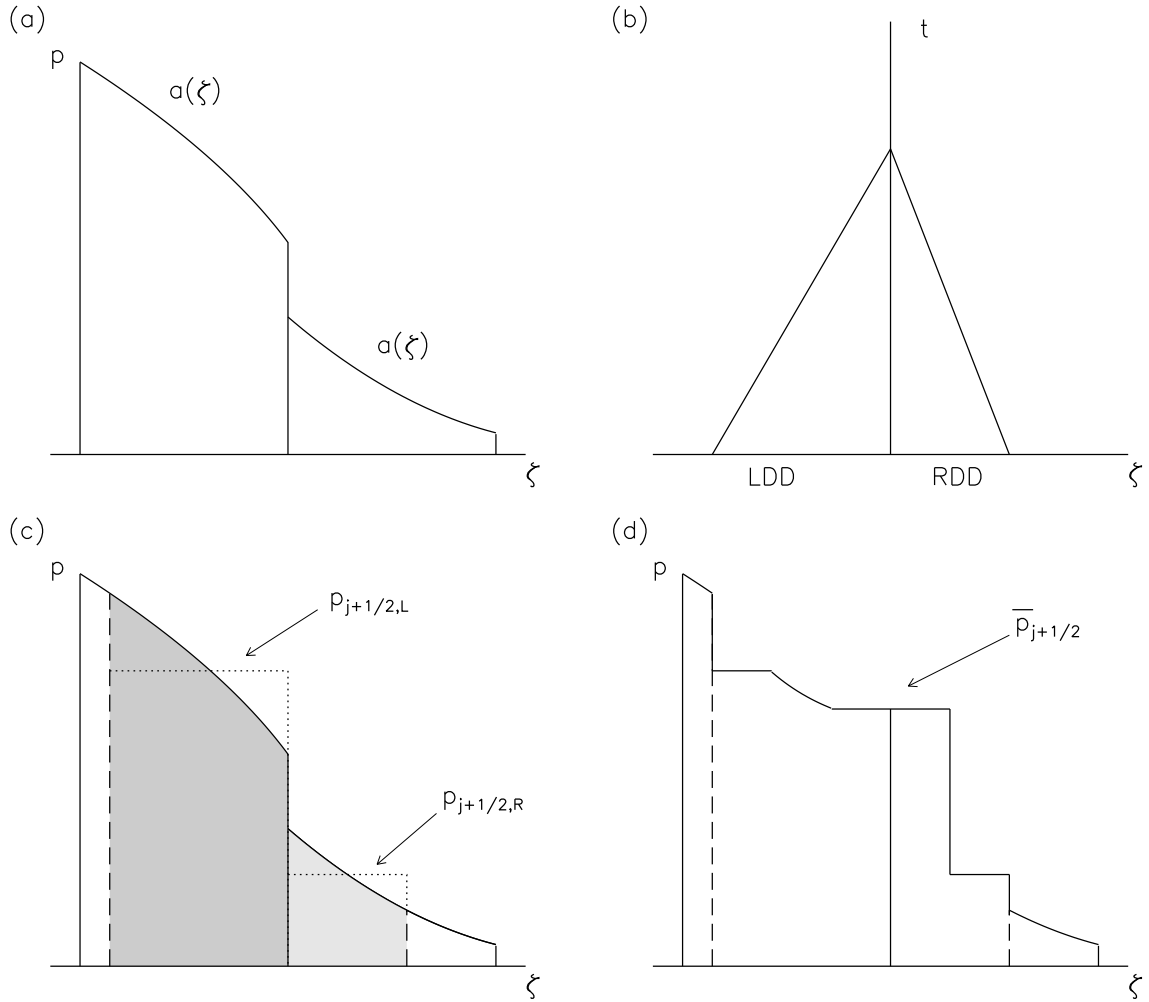 (a)
p
a(ζ)
a(ζ)
ζ
(b)
t
LDD
RDD
ζ
(c)
p
p_{j+1/2,L}
p_{j+1/2,R}
ζ
(d)
p
p̅_{j+1/2}
ζ